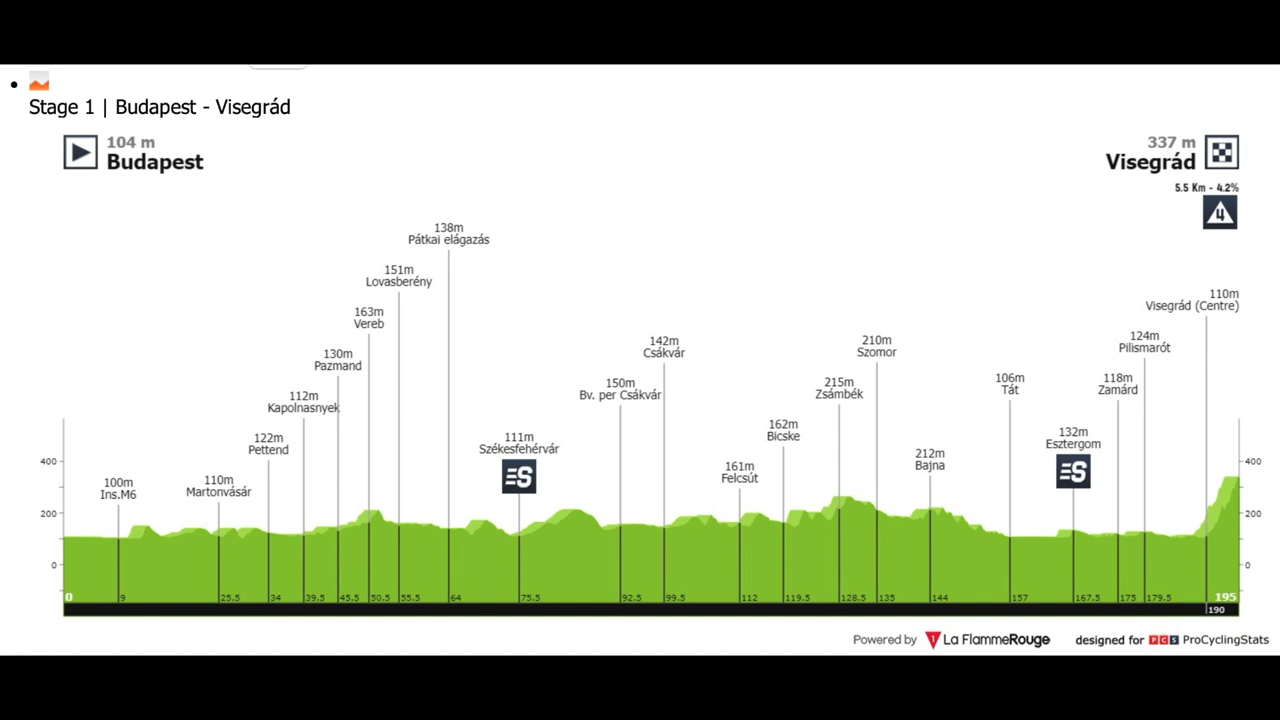 Stage 1 | Budapest - Visegrád
104 m
Budapest
337 m
Visegrád
5.5 Km - 4.2%
4
138m
Pátkai elágazás
151m
Lovasberény
163m
Vereb
130m
Pazmand
112m
Kapolnasnyek
122m
Pettend
110m
Martonvásár
100m
Ins.M6
111m
Székesfehérvár
S
150m
Bv. per Csákvár
142m
Csákvár
161m
Felcsút
162m
Bicske
215m
Zsámbék
210m
Szomor
212m
Bajna
106m
Tát
132m
Esztergom
S
118m
Zamárd
124m
Pilismarót
110m
Visegrád (Centre)
400
200
0
400
200
0
0 9 25.5 34 39.5 45.5 50.5 55.5 64 75.5 92.5 99.5 112 119.5 128.5 135 144 157 167.5 175 179.5 195
190
Powered by 1 La FlammeRouge designed for PCS ProCyclingStats